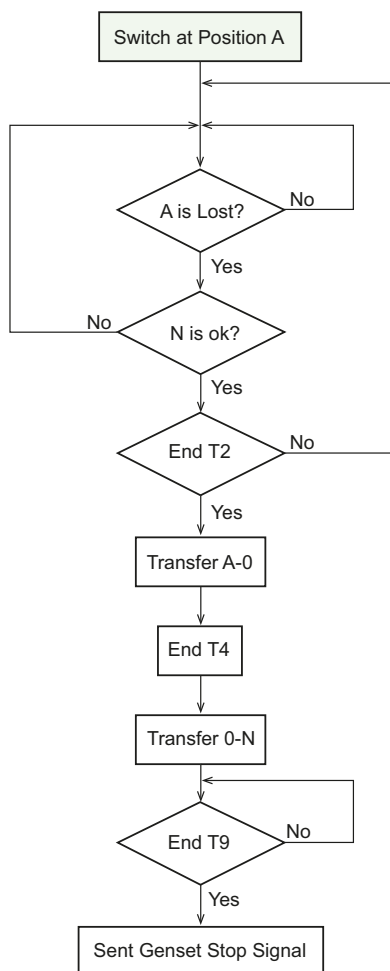 Switch at Position A
A is Lost?
No
Yes
N is ok?
No
Yes
End T2
No
Yes
Transfer A-0
End T4
Transfer 0-N
End T9
No
Yes
Sent Genset Stop Signal